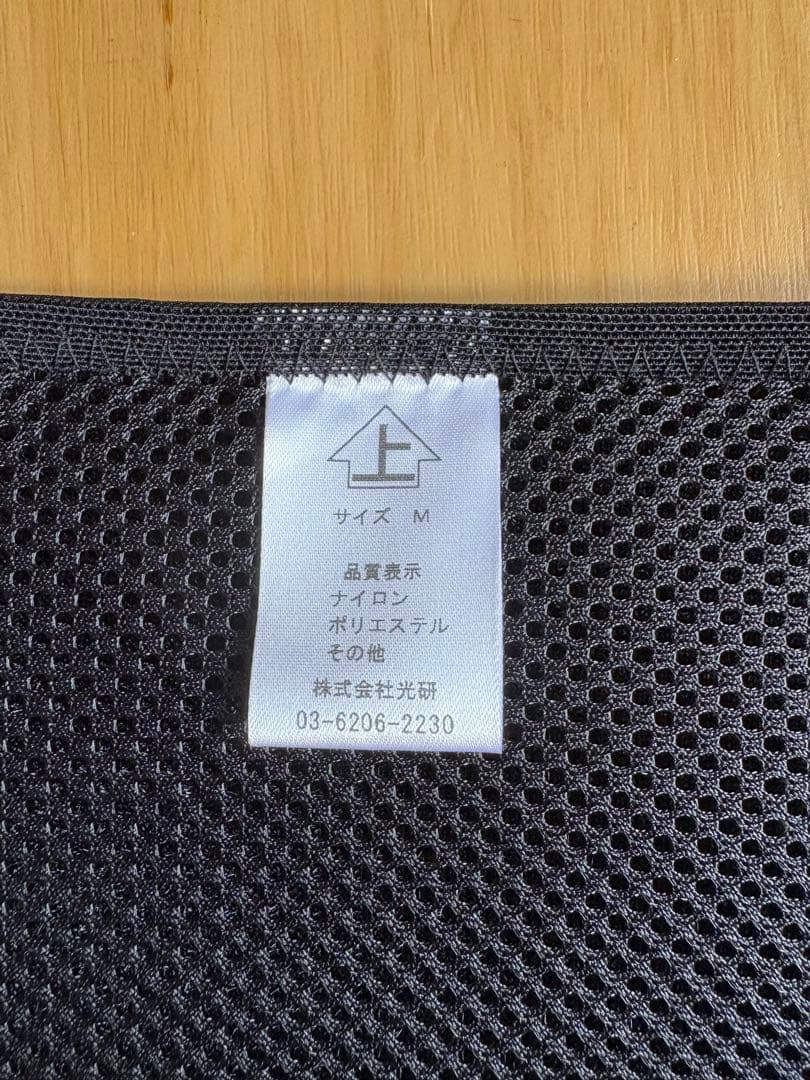 上
サイズ M
品質表示
ナイロン
ポリエステル
その他
株式会社光研
03-6206-2230